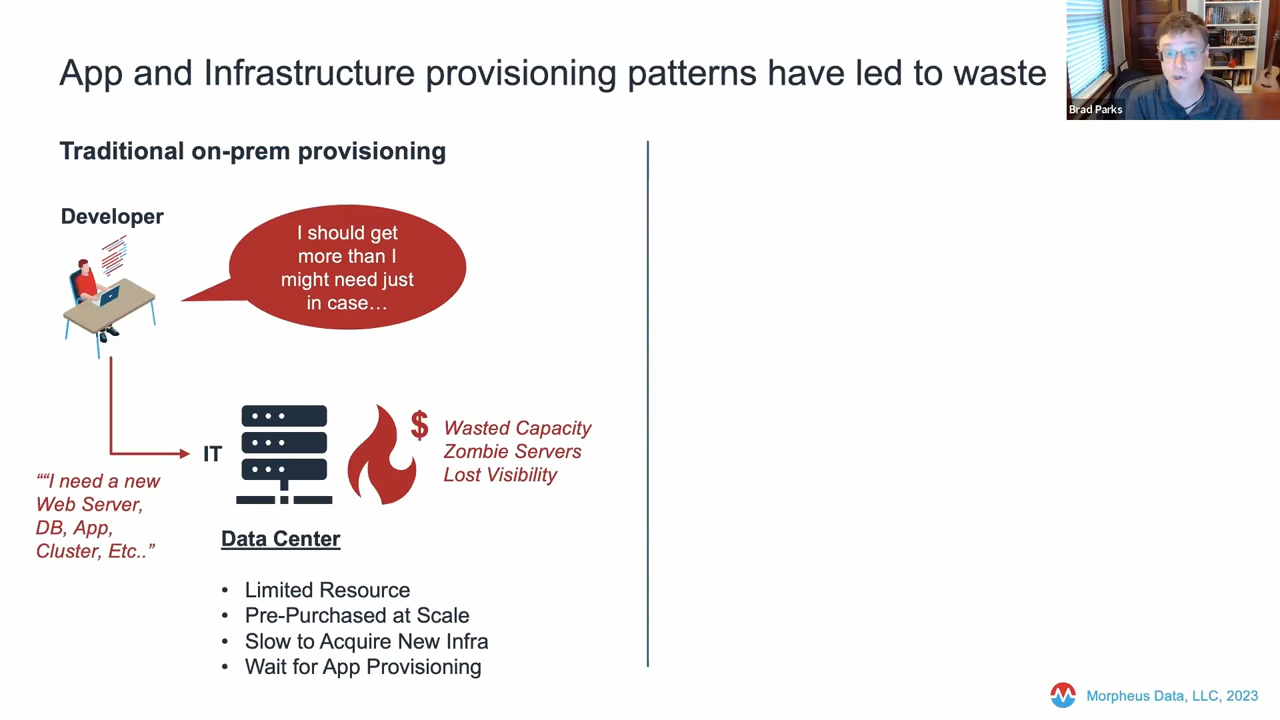 App and Infrastructure provisioning patterns have led to waste
Brad Parks
Traditional on-prem provisioning
Developer
I should get
more than I
might need just
in case…
IT
$
Wasted Capacity
Zombie Servers
Lost Visibility
““I need a new
Web Server,
DB, App,
Cluster, Etc..”
Data Center
• Limited Resource
• Pre-Purchased at Scale
• Slow to Acquire New Infra
• Wait for App Provisioning
Morpheus Data, LLC, 2023